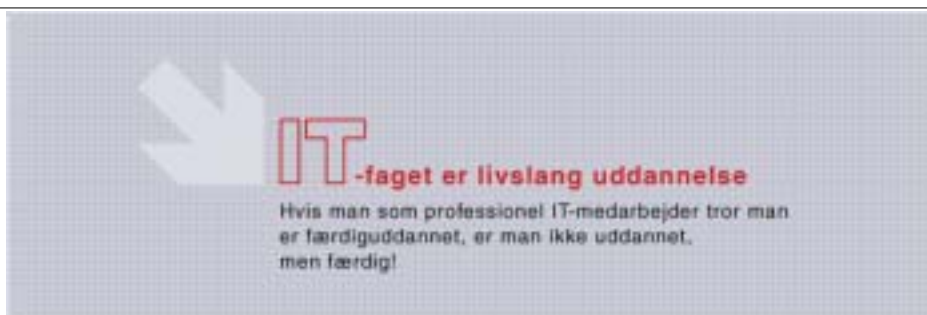 IT-faget er livslang uddannelse
Hvis man som professionel IT-medarbejder tror man
er færdiguddannet, er man ikke uddannet,
men færdig!